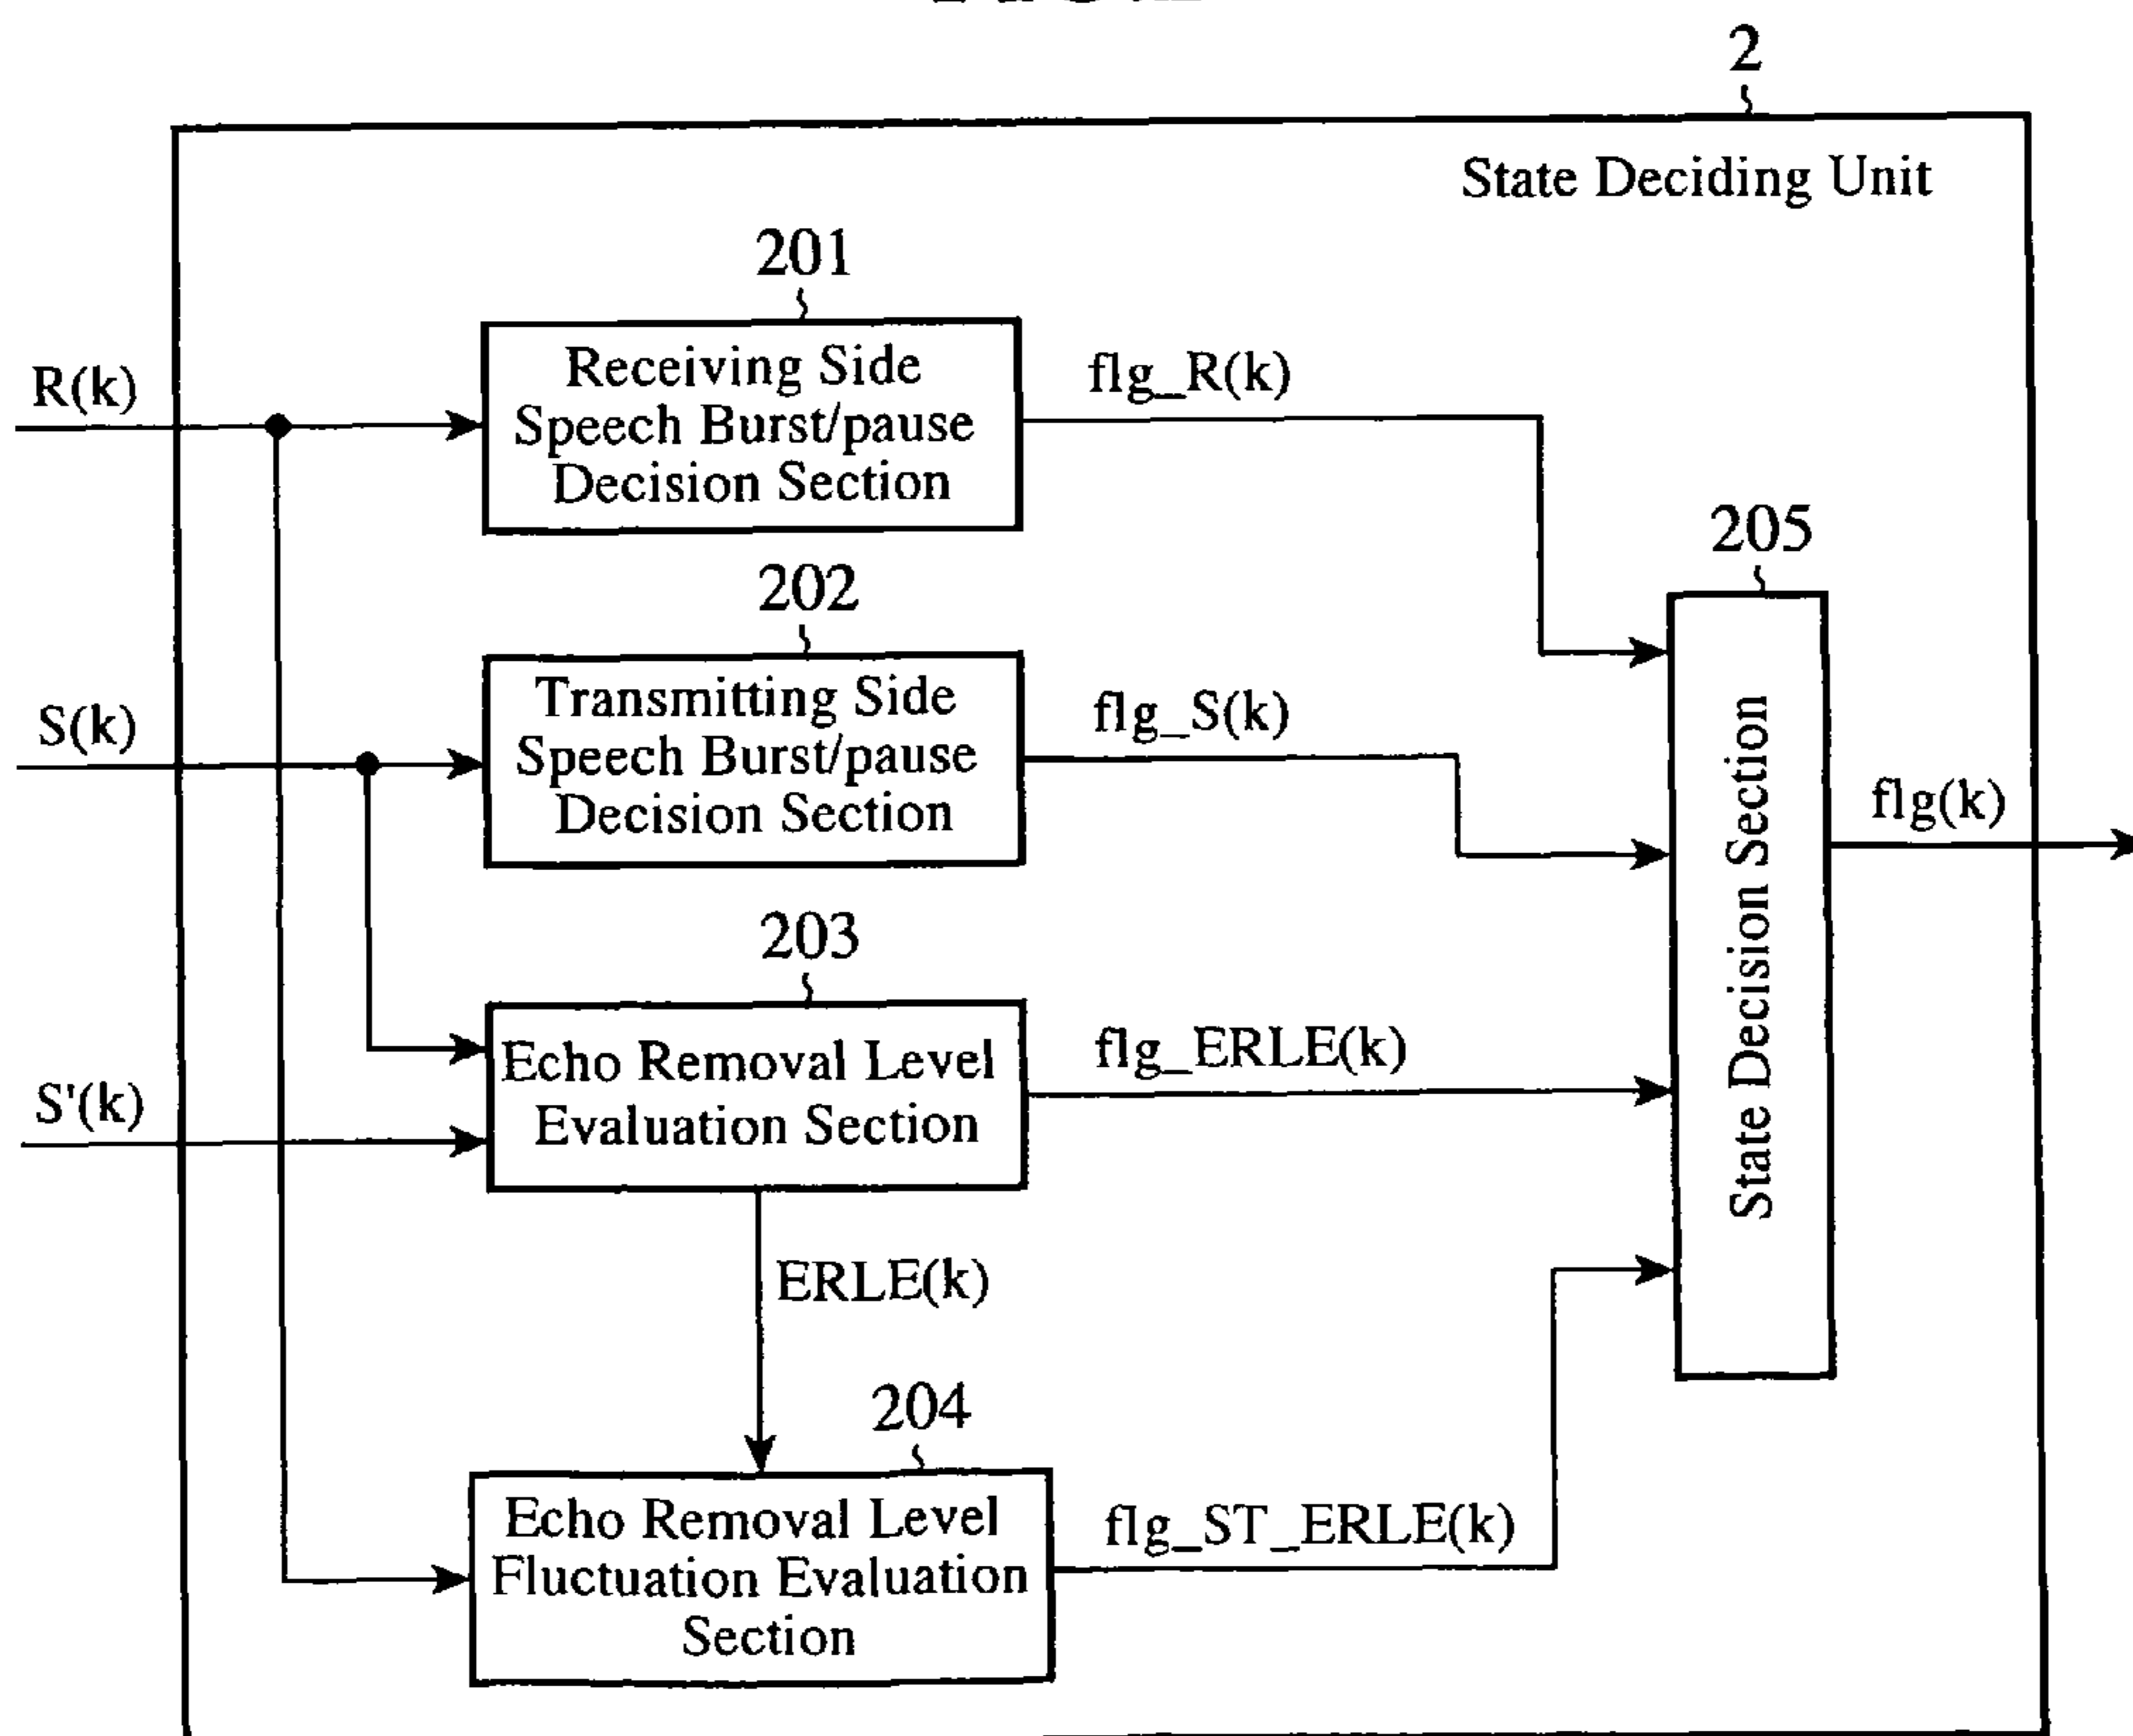 2
State Deciding Unit
201
R(k)
Receiving Side
Speech Burst/pause
Decision Section
flg_R(k)
202
S(k)
Transmitting Side
Speech Burst/pause
Decision Section
flg_S(k)
205
State Decision Section
flg(k)
203
S'(k)
Echo Removal Level
Evaluation Section
flg_ERLE(k)
ERLE(k)
204
Echo Removal Level
Fluctuation Evaluation
Section
flg_ST_ERLE(k)